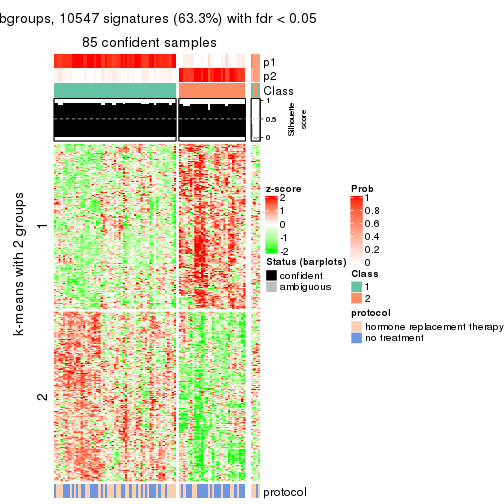 bgroups, 10547 signatures (63.3%) with fdr < 0.05
85 confident samples
p1
p2
Class
1
0.5
0
Silhouette
score
k-means with 2 groups
1
2
protocol
z-score
2
1
0
-1
-2
Status (barplots)
confident
ambiguous
Prob
1
0.8
0.6
0.4
0.2
0
Class
1
2
protocol
hormone replacement therapy
no treatment